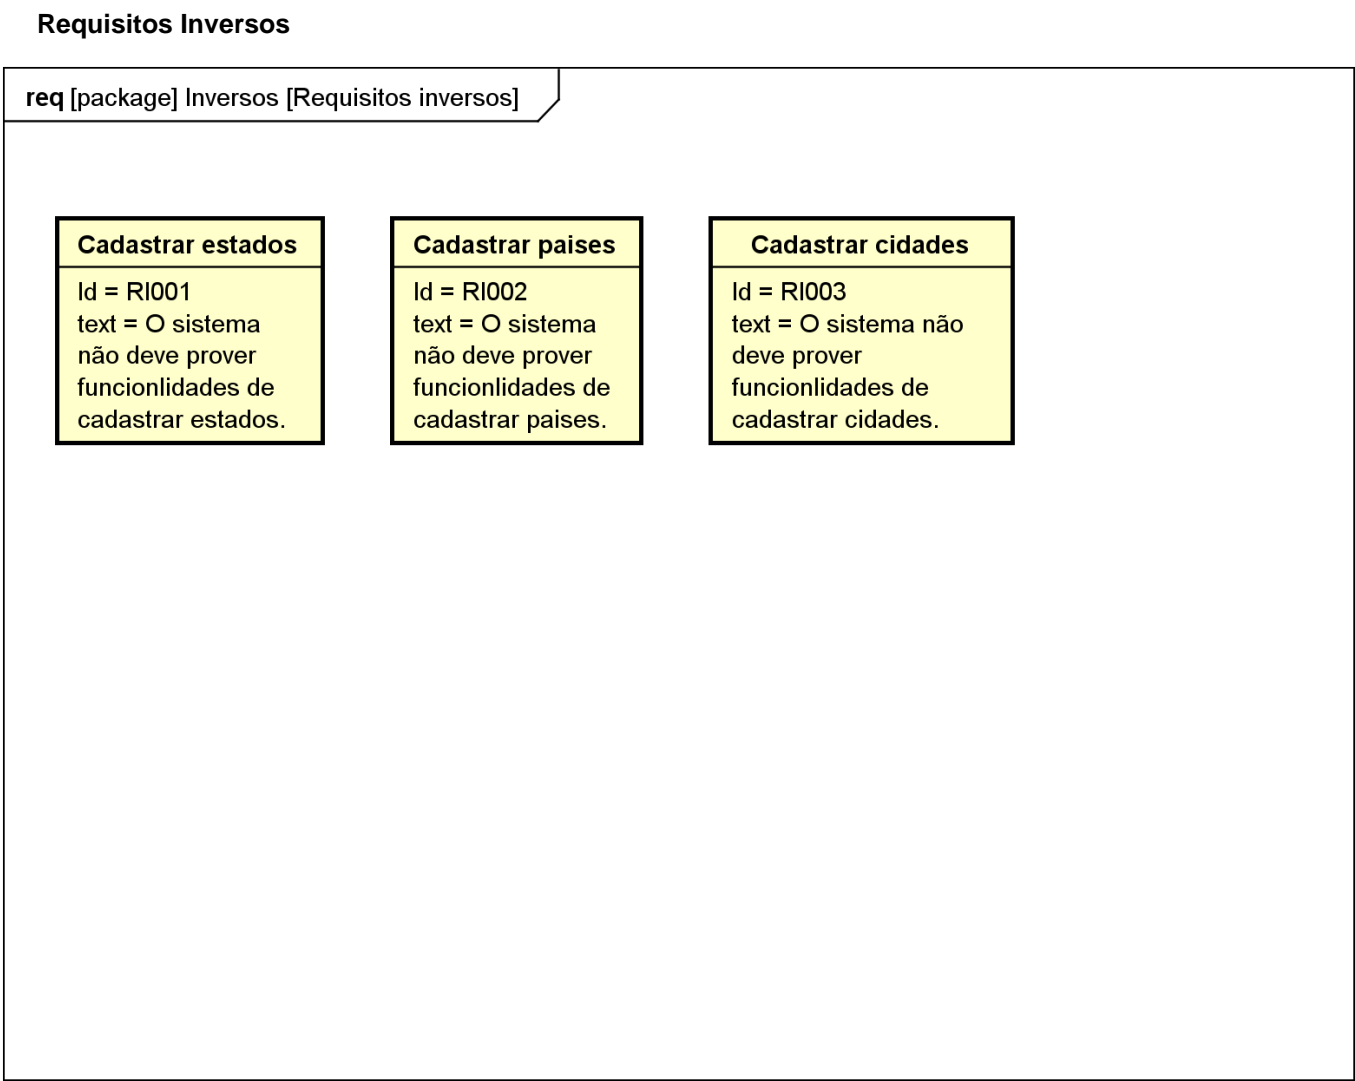 Requisitos Inversos
req [package] Inversos [Requisitos inversos]
Cadastrar estados
Id = RI001
text = O sistema
não deve prover
funcionlidades de
cadastrar estados.
Cadastrar paises
Id = RI002
text = O sistema
não deve prover
funcionlidades de
cadastrar paises.
Cadastrar cidades
Id = RI003
text = O sistema não
deve prover
funcionlidades de
cadastrar cidades.